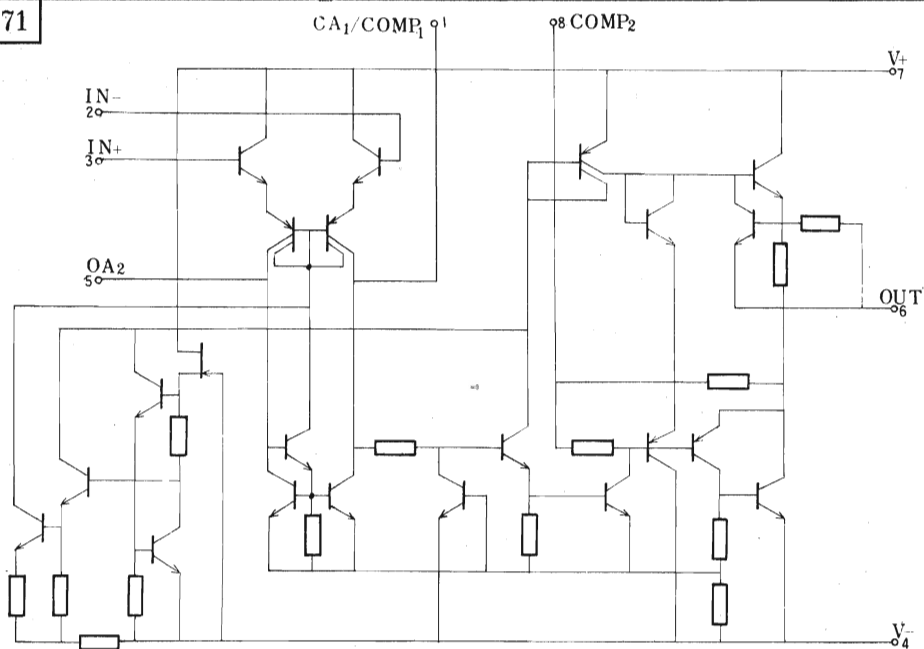 71
CA₁/COMP₁ 1
8 COMP₂
V+
7
IN-
2
IN+
3
OA₂
5
OUT
6
V-
4